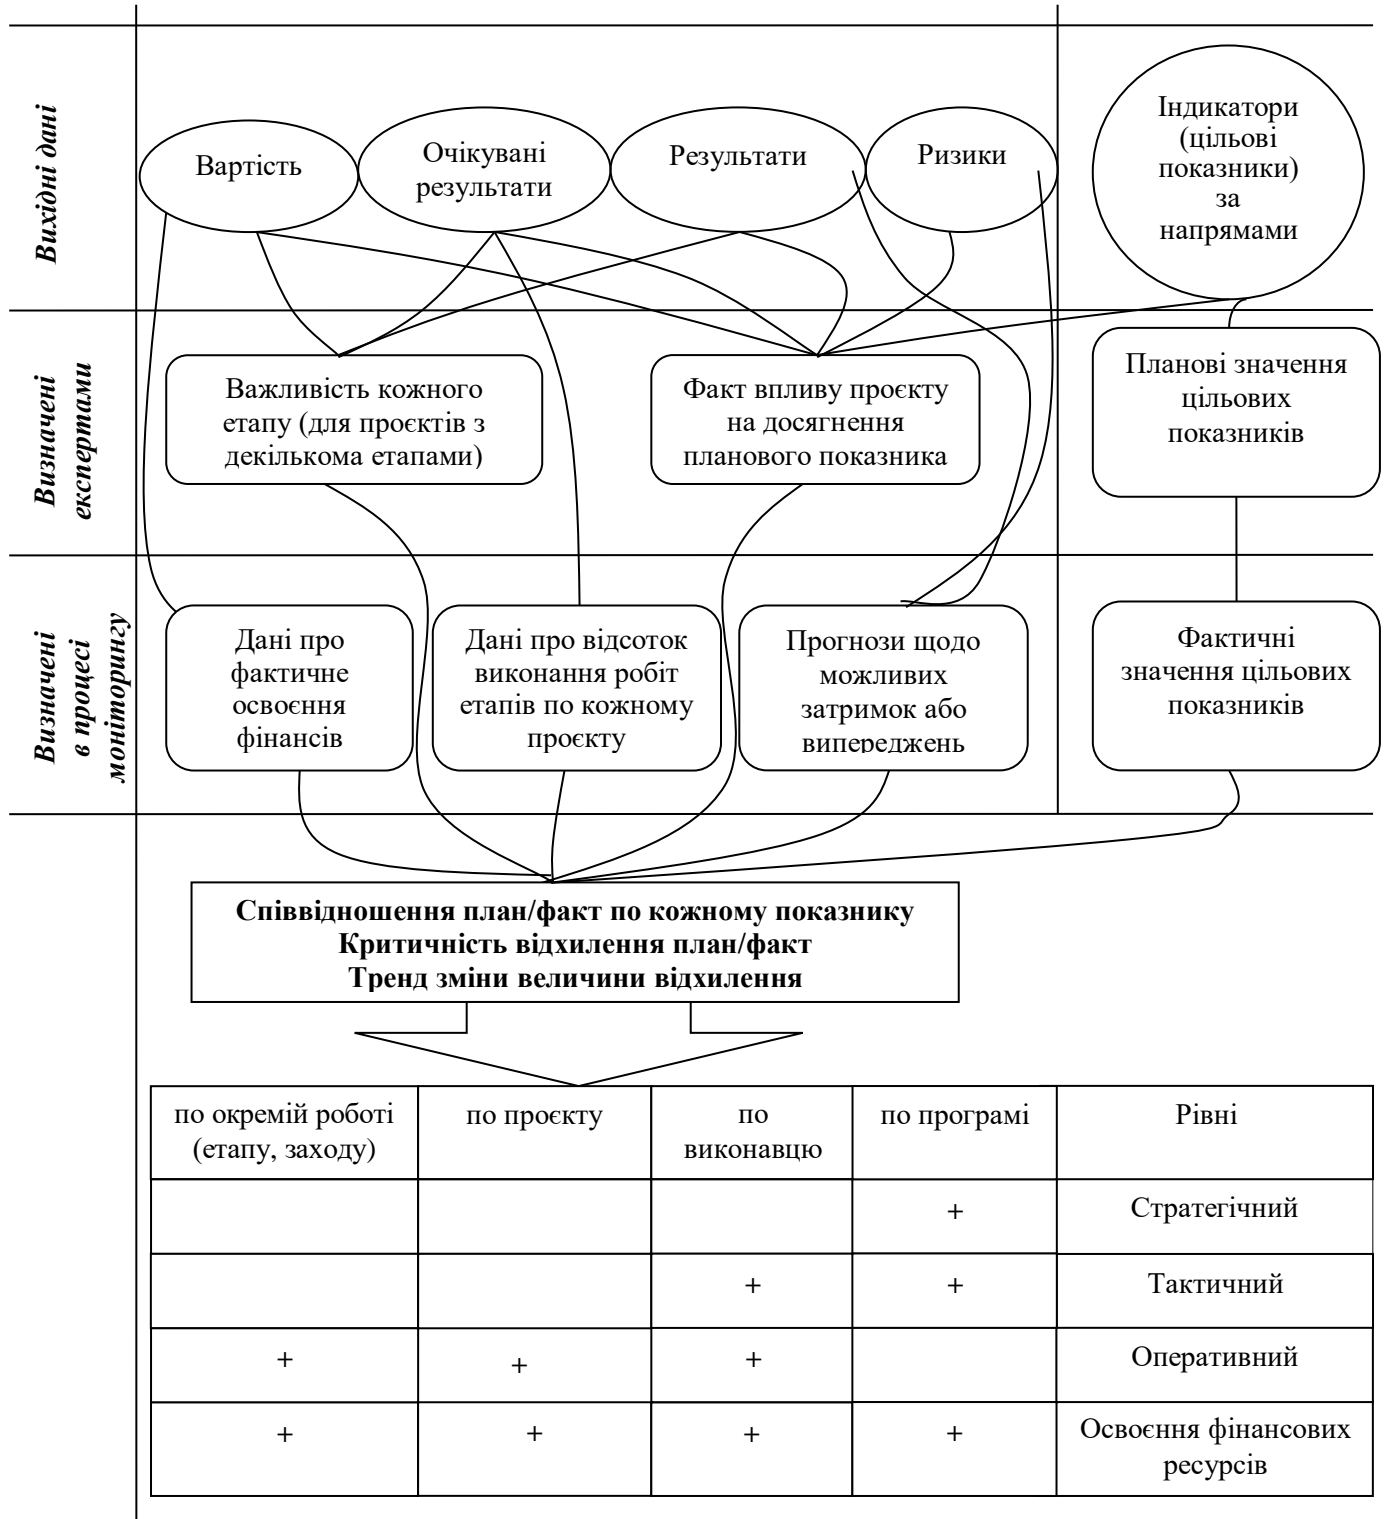 Вихідні дані
Вартість
Очікувані
результати
Результати
Ризики
Індикатори
(цільові
показники)
за
напрямами
Визначені
експертами
Важливість кожного
етапу (для проєктів з
декількома етапами)
Факт впливу проєкту
на досягнення
планового показника
Планові значення
цільових
показників
Визначені
в процесі
моніторингу
Дані про
фактичне
освоєння
фінансів
Дані про відсоток
виконання робіт
етапів по кожному
проєкту
Прогнози щодо
можливих
затримок або
випереджень
Фактичні
значення цільових
показників
Співвідношення план/факт по кожному показнику
Критичність відхилення план/факт
Тренд зміни величини відхилення
по окремій роботі
(етапу, заходу)
по проєкту
по
виконавцю
по програмі
Рівні
+
Стратегічний
+
+
Тактичний
+
+
+
Оперативний
+
+
+
+
Освоєння фінансових
ресурсів